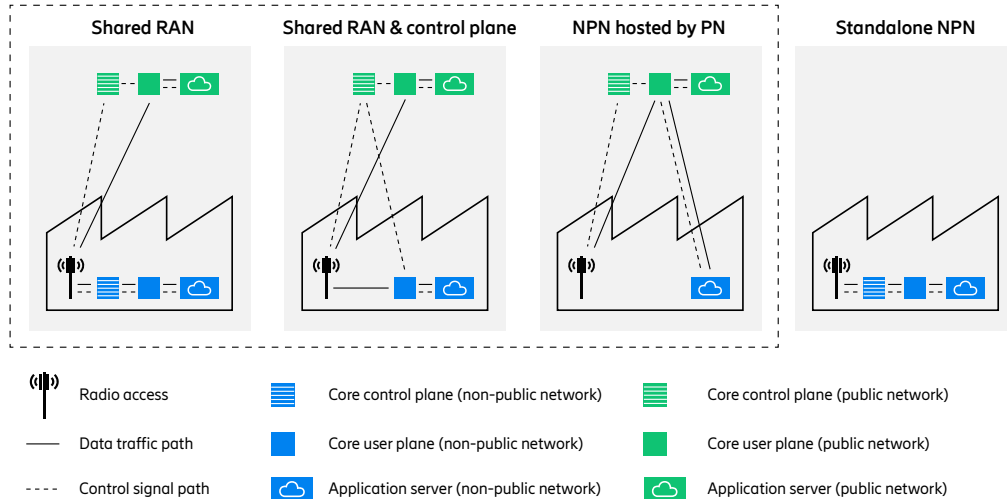 Shared RAN
Shared RAN & control plane
NPN hosted by PN
Standalone NPN
Radio access
Core control plane (non-public network)
Core control plane (public network)
Data traffic path
Core user plane (non-public network)
Core user plane (public network)
Control signal path
Application server (non-public network)
Application server (public network)